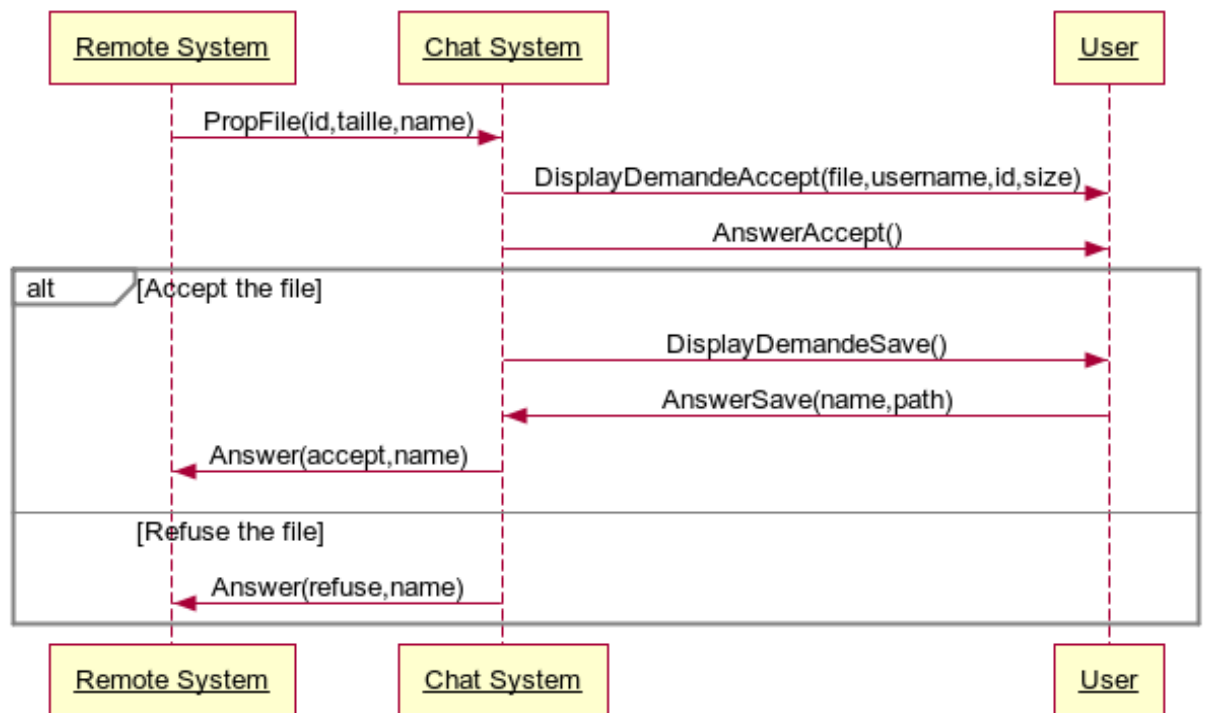 Remote System
Chat System
User
PropFile(id,taille,name)
DisplayDemandeAccept(file,username,id,size)
AnswerAccept()
alt
[Accept the file]
DisplayDemandeSave()
AnswerSave(name,path)
Answer(accept,name)
[Refuse the file]
Answer(refuse,name)
Remote System
Chat System
User